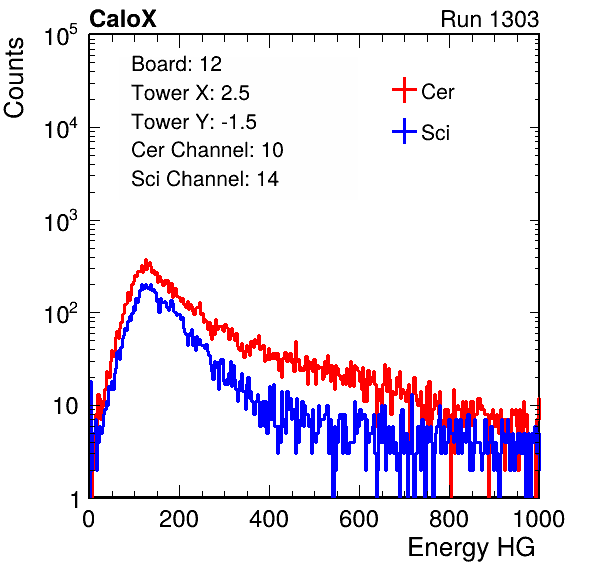 CaloX Run 1303
Counts
10^5
10^4
10^3
10^2
10
1
Board: 12
Tower X: 2.5
Tower Y: -1.5
Cer Channel: 10
Sci Channel: 14
Cer
Sci
0 200 400 600 800 1000
Energy HG